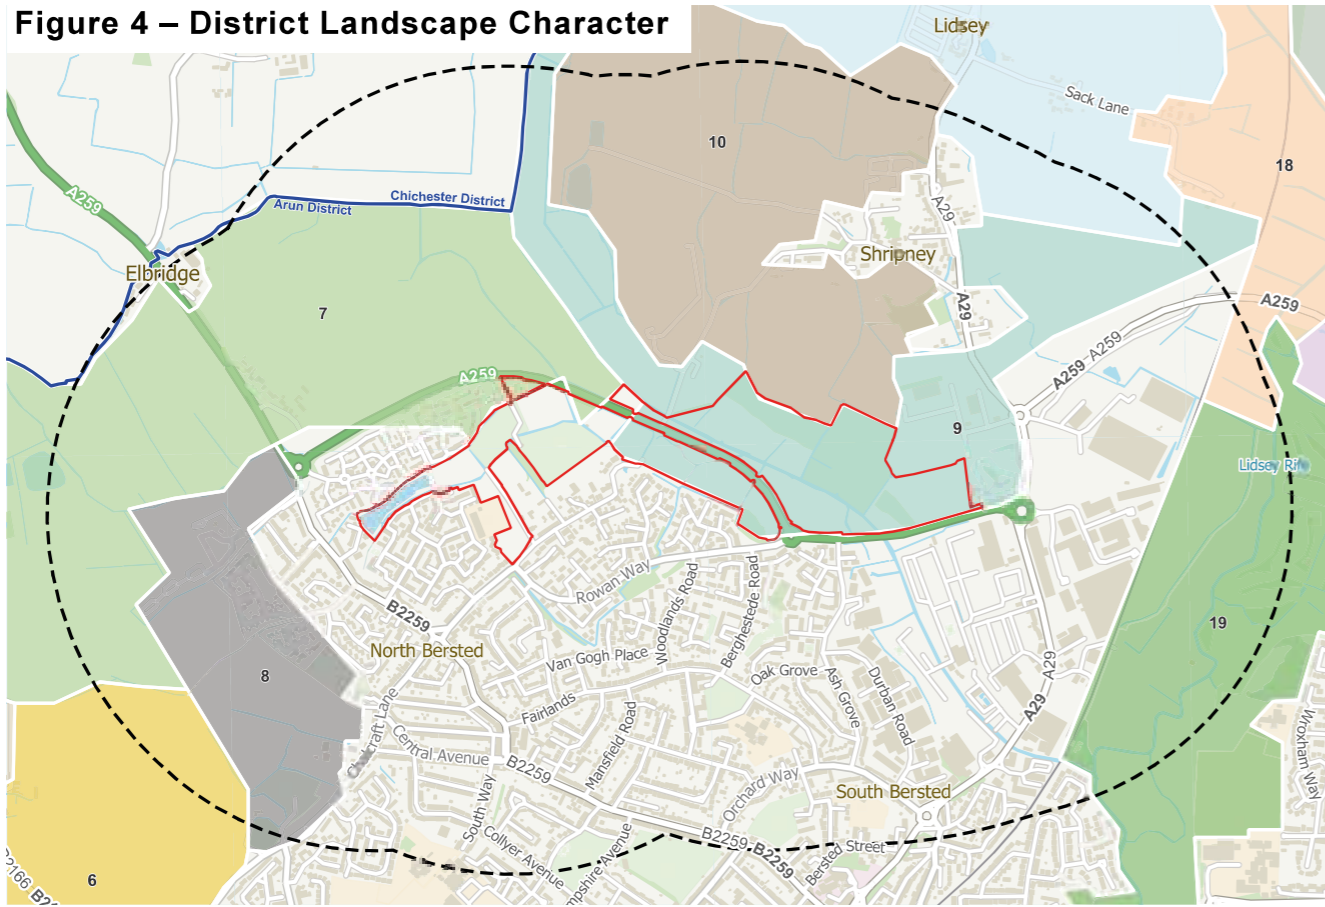 Figure 4 – District Landscape Character
Lidsey
Sack Lane
10
18
A259
Chichester District
Arun District
A29
Shripney
Elbridge
7
A29
A259
A259
A259
A259
9
Lidsey Rife
Rowan Way
Woodlands Road
Berghestede Road
B2259
North Bersted
Van Gogh Place
19
8
Oak Grove
Ash Grove
Durban Road
A29
A29
Fairlands
Mansfield Road
Chalcraft Lane
Central Avenue
B2259
Wroxham Way
South Way
Orchard Way
South Bersted
Collyer Avenue
B2259
B2259
Bersted Street
6